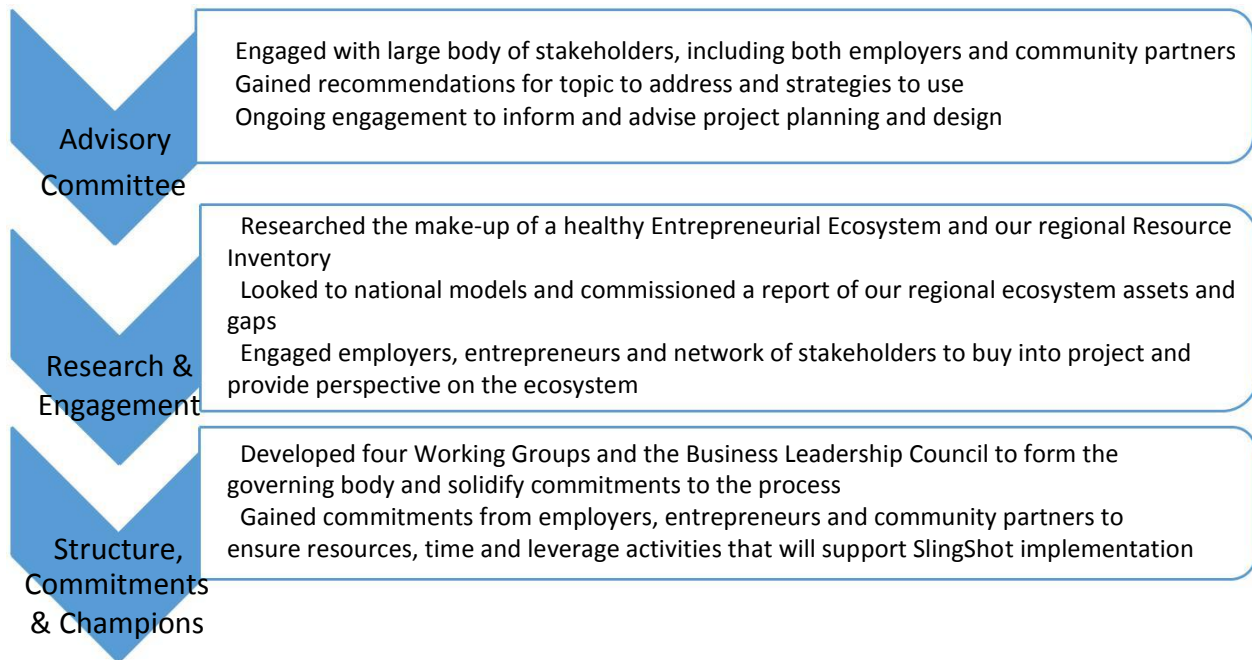 Engaged with large body of stakeholders, including both employers and community partners
Gained recommendations for topic to address and strategies to use
Ongoing engagement to inform and advise project planning and design
Advisory
Committee
Researched the make-up of a healthy Entrepreneurial Ecosystem and our regional Resource
Inventory
Looked to national models and commissioned a report of our regional ecosystem assets and
gaps
Engaged employers, entrepreneurs and network of stakeholders to buy into project and
provide perspective on the ecosystem
Research &
Engagement
Developed four Working Groups and the Business Leadership Council to form the
governing body and solidify commitments to the process
Gained commitments from employers, entrepreneurs and community partners to
ensure resources, time and leverage activities that will support SlingShot implementation
Structure,
Commitments
& Champions